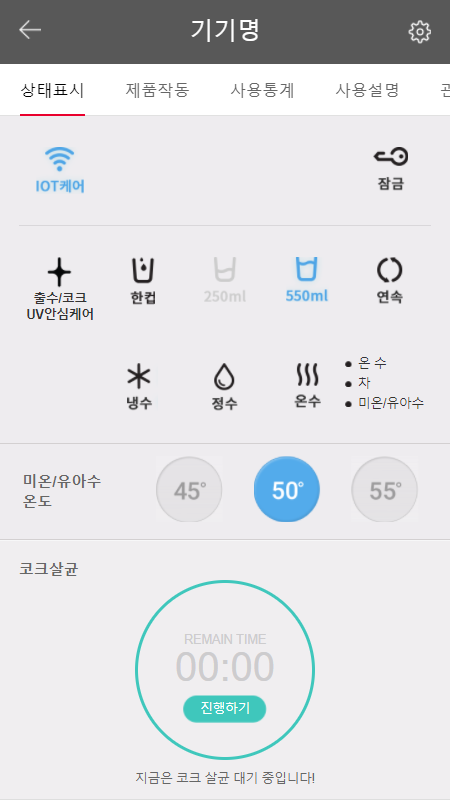 기기명
상태표시 제품작동 사용통계 사용설명
IOT케어 잠금
출수/코크
UV안심케어
한컵 250ml 550ml 연속
냉수 정수 온수
온 수
차
미온/유아수
미온/유아수
온도
45° 50° 55°
코크살균
REMAIN TIME
00:00
진행하기
지금은 코크 살균 대기 중입니다!